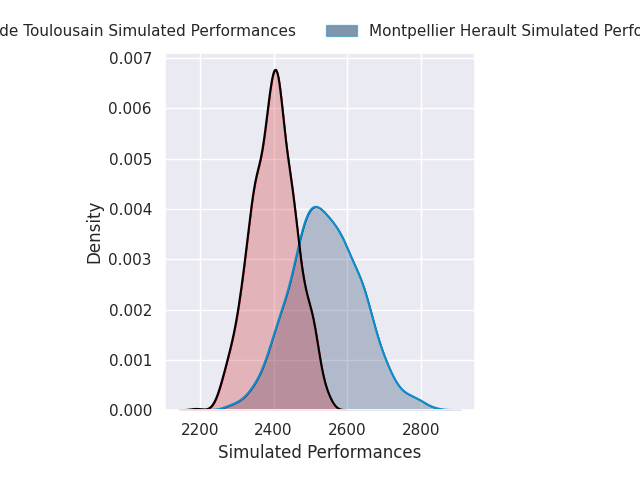 de Toulousain Simulated Performances
Montpellier Herault Simulated Perfo
0.007
0.006
0.005
0.004
0.003
0.002
0.001
0.000
Density
2200 2400 2600 2800
Simulated Performances